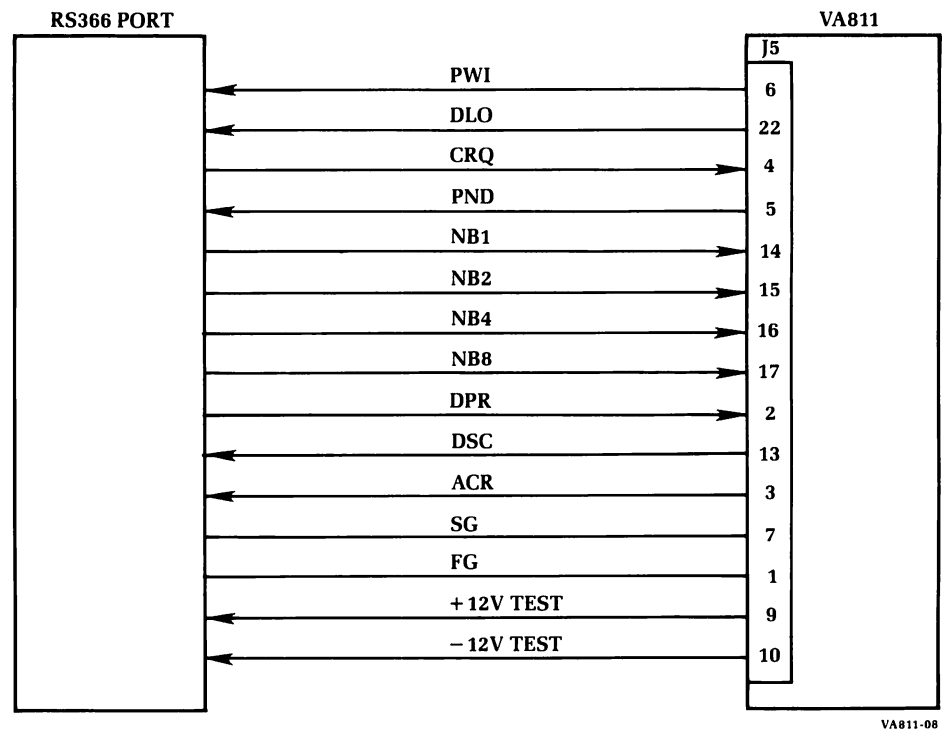 RS366 PORT
VA811
J5
PWI 6
DLO 22
CRQ 4
PND 5
NB1 14
NB2 15
NB4 16
NB8 17
DPR 2
DSC 13
ACR 3
SG 7
FG 1
+12V TEST 9
−12V TEST 10
VA811-08